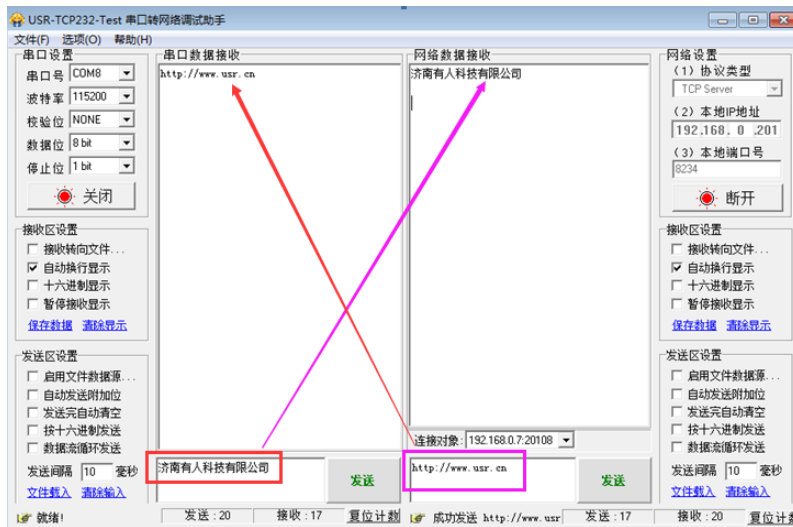 USR-TCP232-Test 串口转网络调试助手
文件(F) 选项(O) 帮助(H)
串口设置
串口号 COM8
波特率 115200
校验位 NONE
数据位 8 bit
停止位 1 bit
关闭
接收区设置
接收转向文件...
自动换行显示
十六进制显示
暂停接收显示
保存数据 清除显示
发送区设置
启用文件数据源...
自动发送附加位
发送完自动清空
按十六进制发送
数据流循环发送
发送间隔 10 毫秒
文件载入 清除输入
串口数据接收
http://www.usr.cn
济南有人科技有限公司
发送
网络数据接收
济南有人科技有限公司
连接对象: 192.168.0.7:20108
http://www.usr.cn
发送
网络设置
(1) 协议类型
TCP Server
(2) 本地IP地址
192.168. 0 .201
(3) 本地端口号
8234
断开
接收区设置
接收转向文件...
自动换行显示
十六进制显示
暂停接收显示
保存数据 清除显示
发送区设置
启用文件数据源...
自动发送附加位
发送完自动清空
按十六进制发送
数据流循环发送
发送间隔 10 毫秒
文件载入 清除输入
就绪! 发送:20 接收:17 复位计数
成功发送 http://www.usr 发送:17 接收:20 复位计